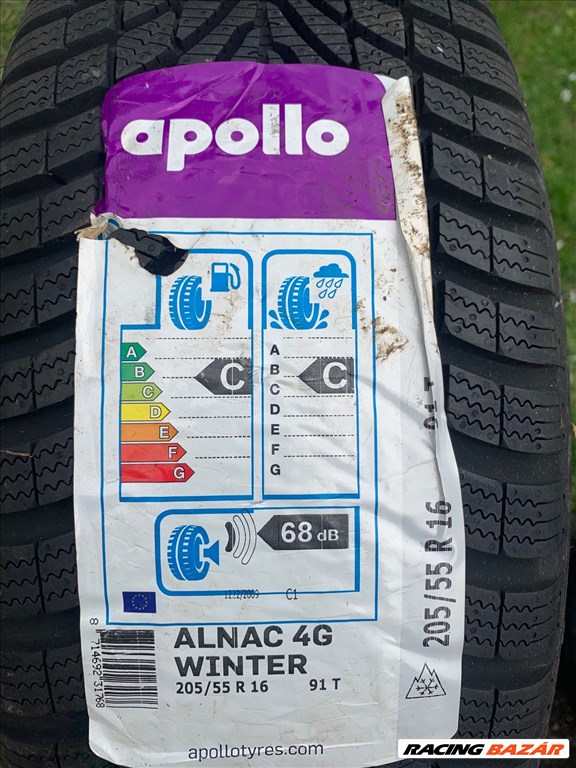 apollo
A
B
C
D
E
F
G
C
A
B
C
D
E
F
G
C
68 dB
1222/2009 C1
ALNAC 4G
WINTER
205/55 R 16 91 T
apollotyres.com
205/55 R 16 91 T
RACING BAZÁR